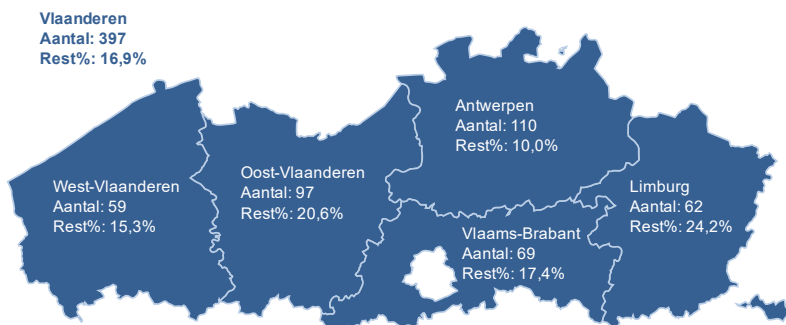 Vlaanderen
Aantal: 397
Rest%: 16,9%
Antwerpen
Aantal: 110
Rest%: 10,0%
West-Vlaanderen
Aantal: 59
Rest%: 15,3%
Oost-Vlaanderen
Aantal: 97
Rest%: 20,6%
Limburg
Aantal: 62
Rest%: 24,2%
Vlaams-Brabant
Aantal: 69
Rest%: 17,4%